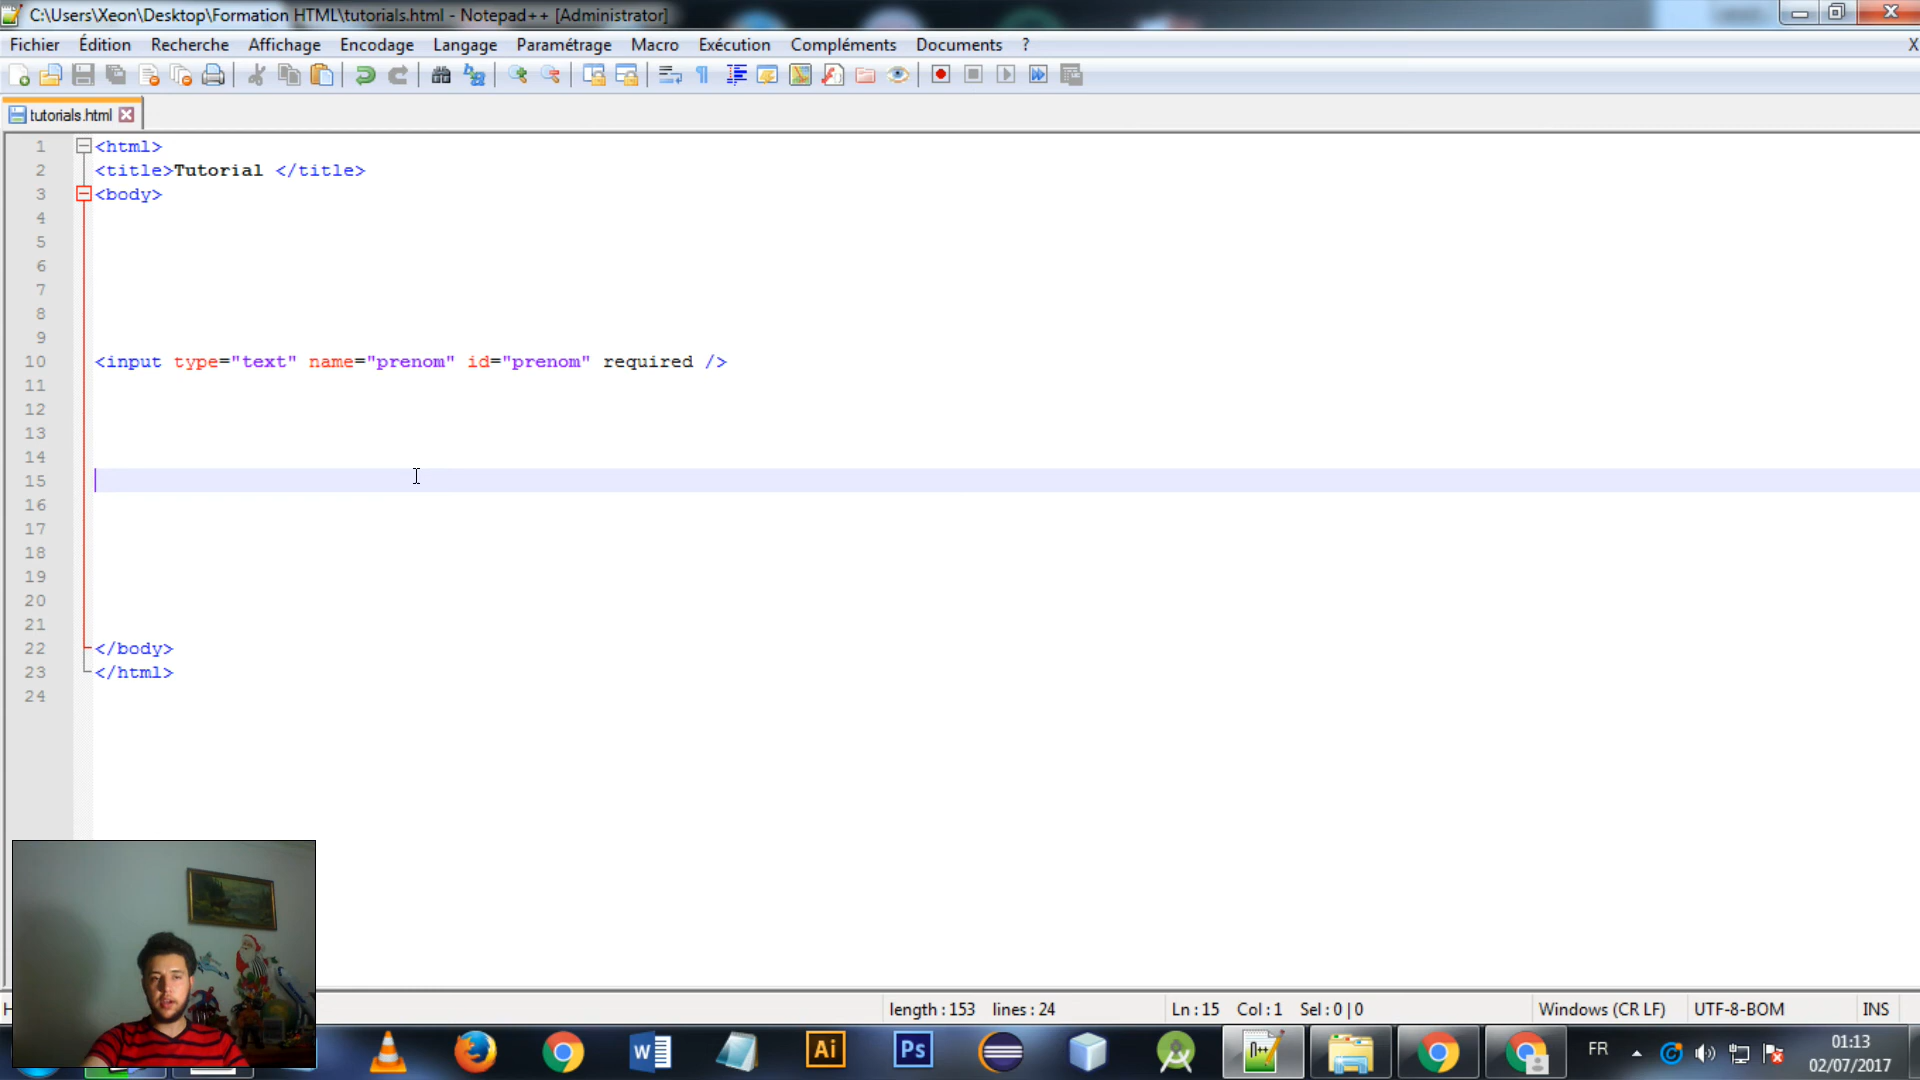 C:\Users\Xeon\Desktop\Formation HTML\tutorials.html - Notepad++ [Administrator]
Fichier Édition Recherche Affichage Encodage Langage Paramétrage Macro Exécution Compléments Documents ? X
tutorials.html
1 <html>
2 <title>Tutorial </title>
3 <body>
4
5
6
7
8
9
10 <input type="text" name="prenom" id="prenom" required />
11
12
13
14
15
16
17
18
19
20
21
22 </body>
23 </html>
24
length : 153 lines : 24 Ln : 15 Col : 1 Sel : 0 | 0 Windows (CR LF) UTF-8-BOM INS
W Ai Ps n++ FR 01:13
02/07/2017